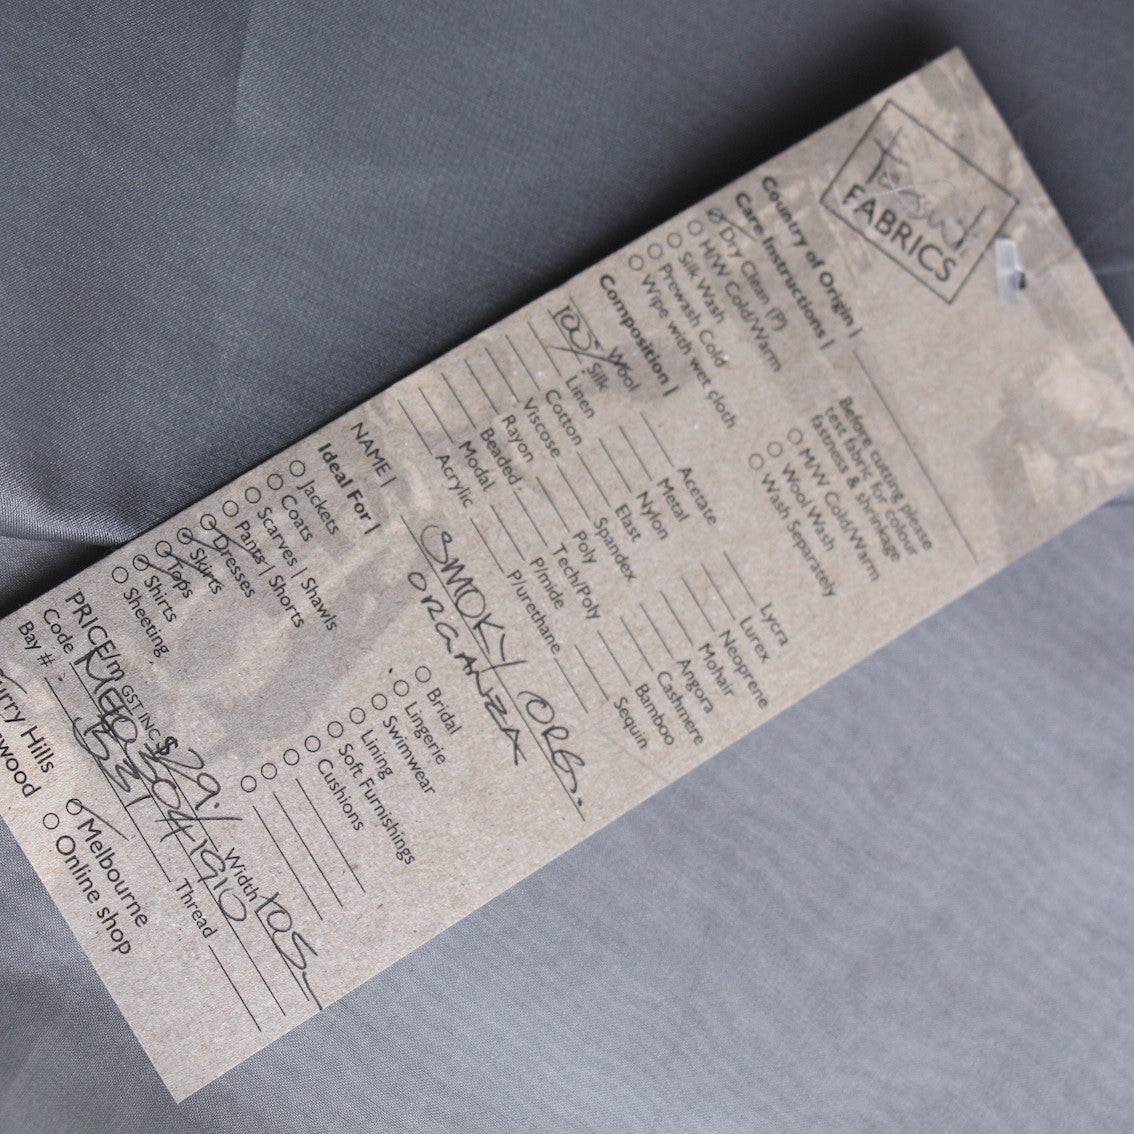 FABRICS
Country of Origin |
Care Instructions |
Dry Clean (P)
H/W Cold/Warm
Silk Wash
Prewash Cold
Wipe with wet cloth
Before cutting please
test fabric for colour
fastness & shrinkage
M/W Cold/Warm
Wool Wash
Wash Separately
Composition |
Wool
100% Silk
Linen
Cotton
Viscose
Rayon
Beaded
Modal
Acrylic
Acetate
Metal
Nylon
Elast
Spandex
Poly
Tech/Poly
P/mide
P/urethane
Lycra
Lurex
Neoprene
Mohair
Angora
Cashmere
Bamboo
Sequin
NAME | SMOKY ORG.
ORGANZA
Ideal For |
Jackets
Coats
Scarves | Shawls
Pants | Shorts
Dresses
Skirts
Tops
Shirts
Sheeting
Bridal
Lingerie
Swimwear
Lining
Soft Furnishings
Cushions
PRICE/m GST INC $29. Width 105
Code
Bay # Thread
urry Hills
wood
Melbourne
Online shop